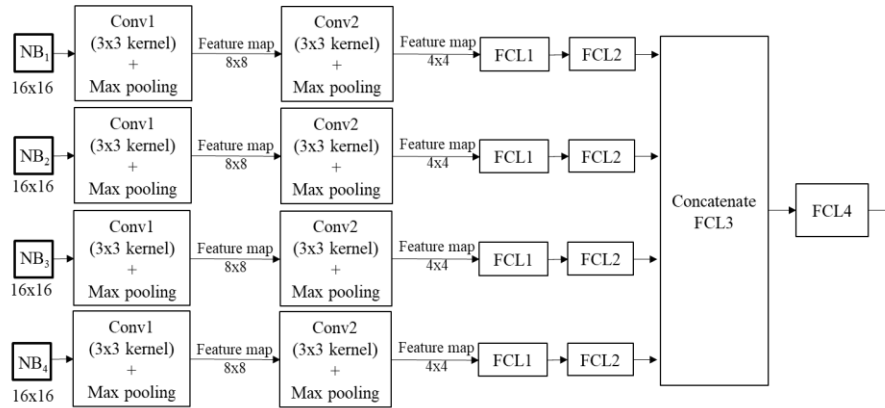 NB1
16x16
Conv1
(3x3 kernel)
+
Max pooling
Feature map
8x8
Conv2
(3x3 kernel)
+
Max pooling
Feature map
4x4
FCL1
FCL2
NB2
16x16
Conv1
(3x3 kernel)
+
Max pooling
Feature map
8x8
Conv2
(3x3 kernel)
+
Max pooling
Feature map
4x4
FCL1
FCL2
NB3
16x16
Conv1
(3x3 kernel)
+
Max pooling
Feature map
8x8
Conv2
(3x3 kernel)
+
Max pooling
Feature map
4x4
FCL1
FCL2
NB4
16x16
Conv1
(3x3 kernel)
+
Max pooling
Feature map
8x8
Conv2
(3x3 kernel)
+
Max pooling
Feature map
4x4
FCL1
FCL2
Concatenate
FCL3
FCL4